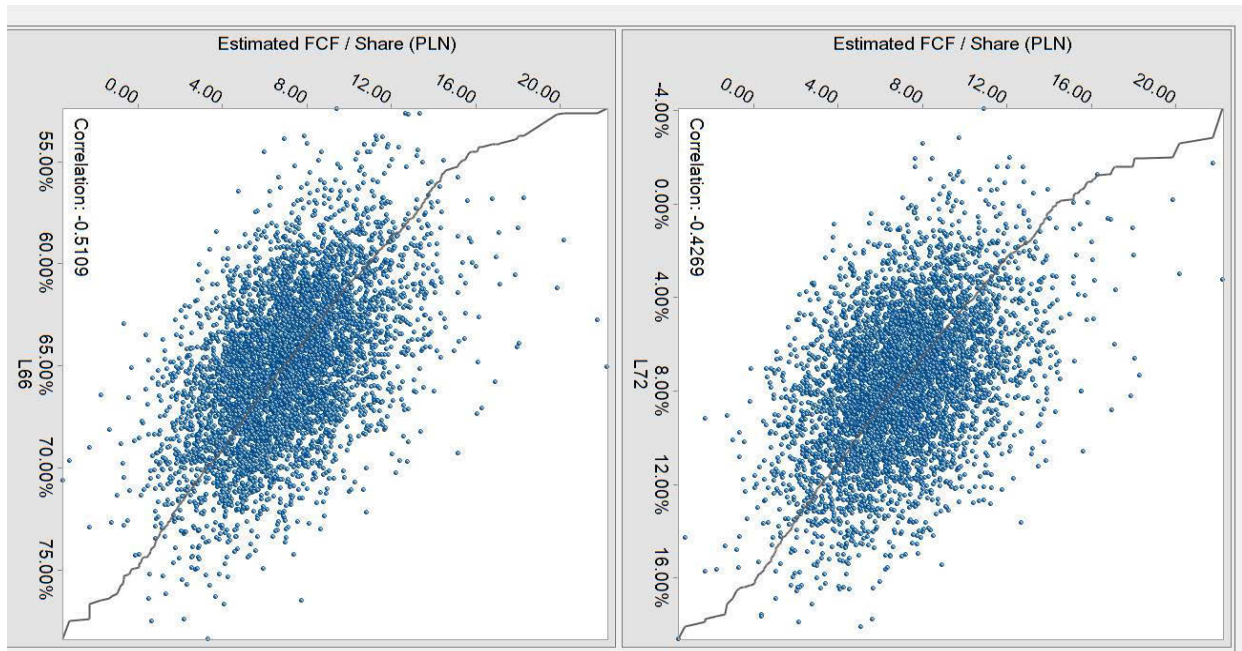 Estimated FCF / Share (PLN)
0.00 4.00 8.00 12.00 16.00 20.00
Correlation: -0.5109
55.00% 60.00% 65.00% 70.00% 75.00%
L66
Estimated FCF / Share (PLN)
0.00 4.00 8.00 12.00 16.00 20.00
Correlation: -0.4269
-4.00% 0.00% 4.00% 8.00% 12.00% 16.00%
L72